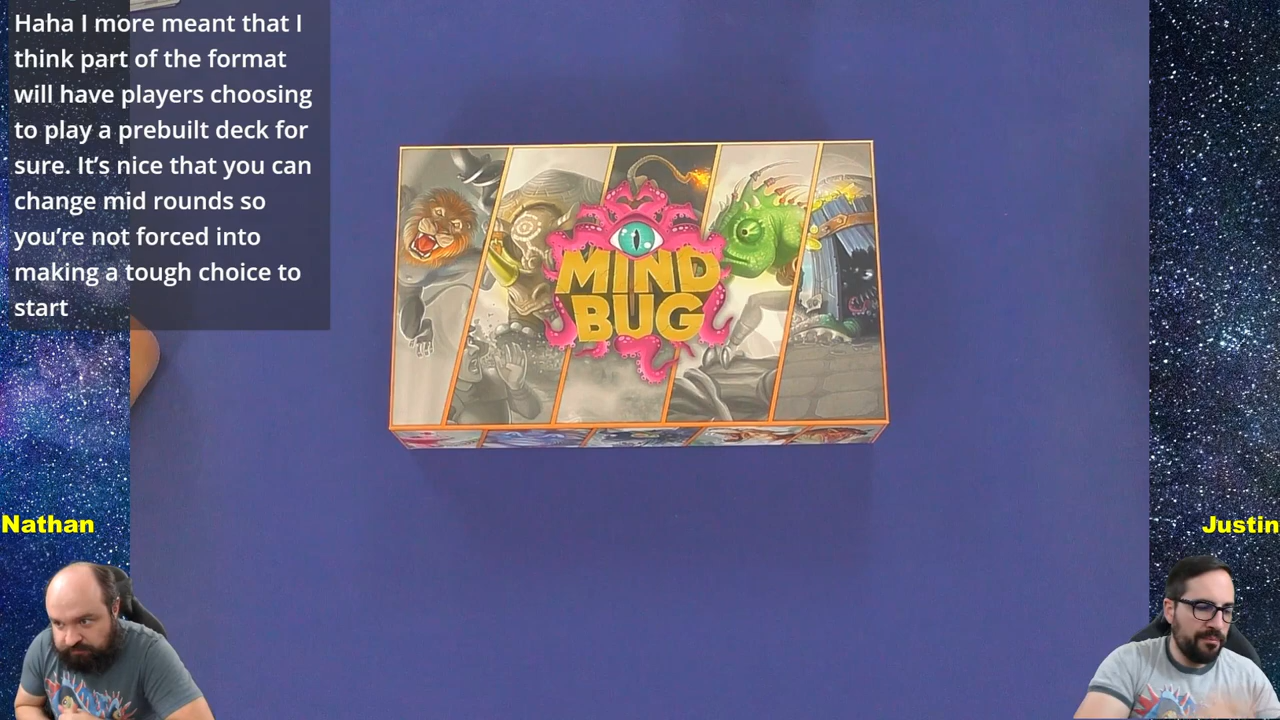 Haha I more meant that I
think part of the format
will have players choosing
to play a prebuilt deck for
sure. It’s nice that you can
change mid rounds so
you’re not forced into
making a tough choice to
start
MIND
BUG
Nathan
Justin